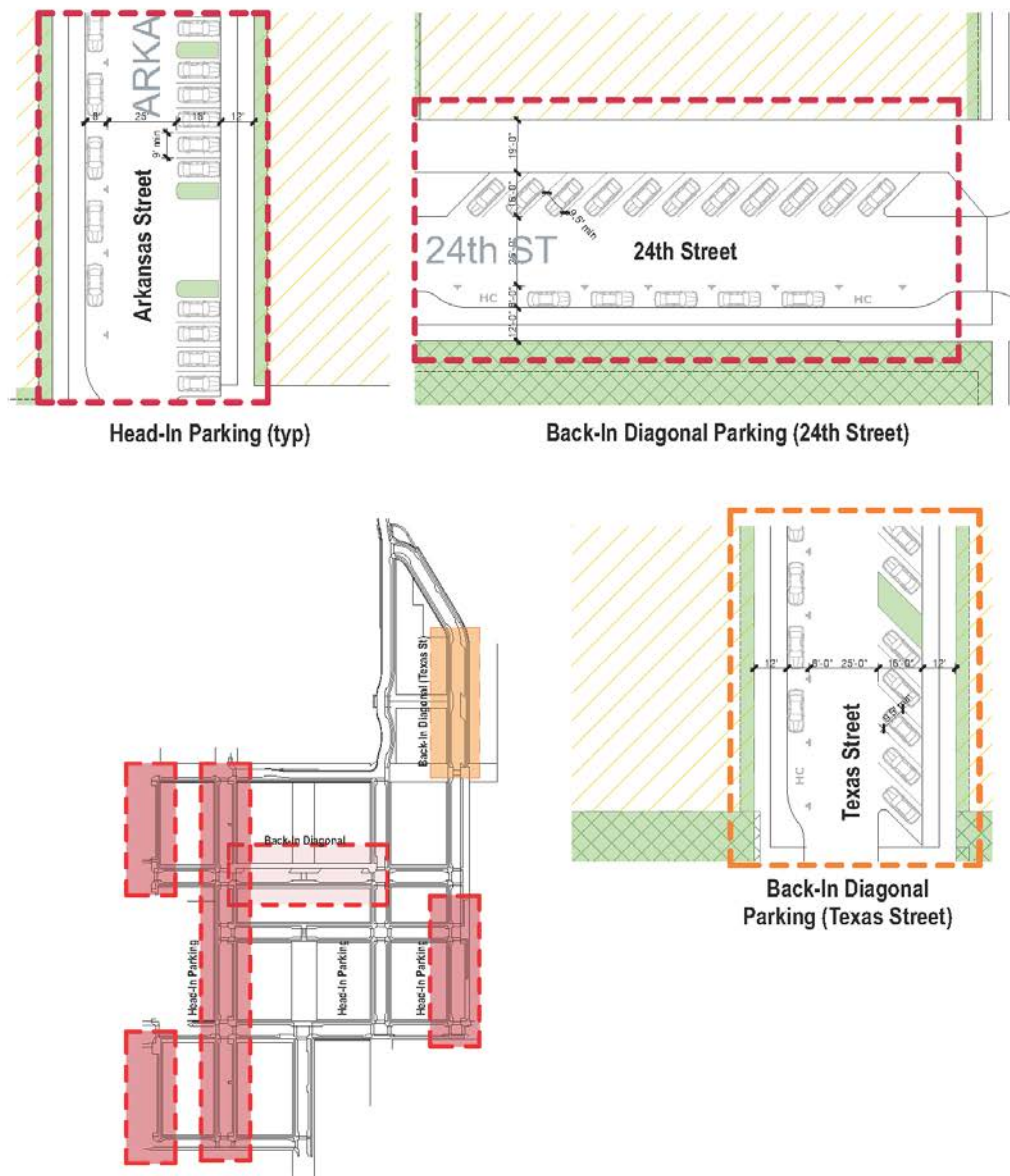 ARKA
8'
25'
18'
12'
9' min
Arkansas Street
Head-In Parking (typ)
19'-0"
16'-0"
9.5' min
24th ST
24th Street
HC
HC
12'-0"
Back-In Diagonal Parking (24th Street)
Back-In Diagonal (Texas St)
Back-In Diagonal
Head-In Parking
Head-In Parking
Head-In Parking
12'
8'-0"
25'-0"
16'-0"
12'
9.5' min
HC
Texas Street
Back-In Diagonal
Parking (Texas Street)